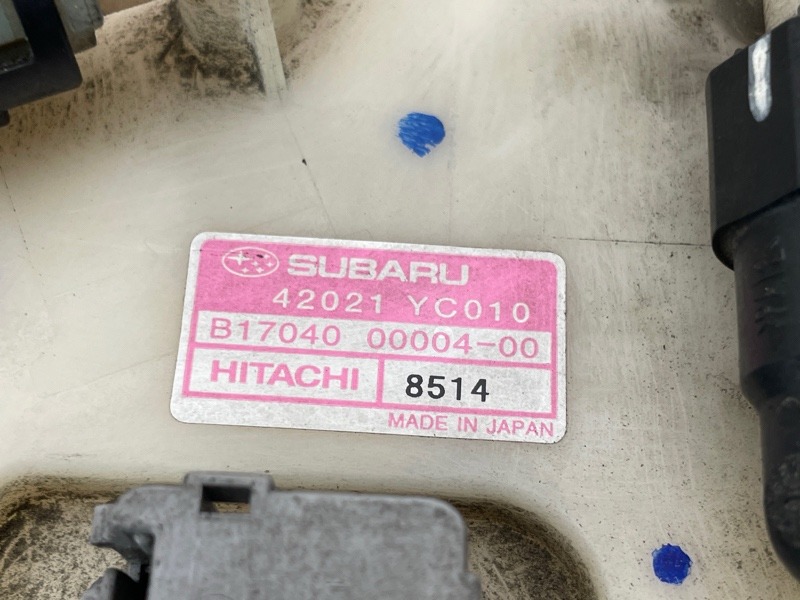 SUBARU
42021 YC010
B17040 00004-00
HITACHI 8514
MADE IN JAPAN